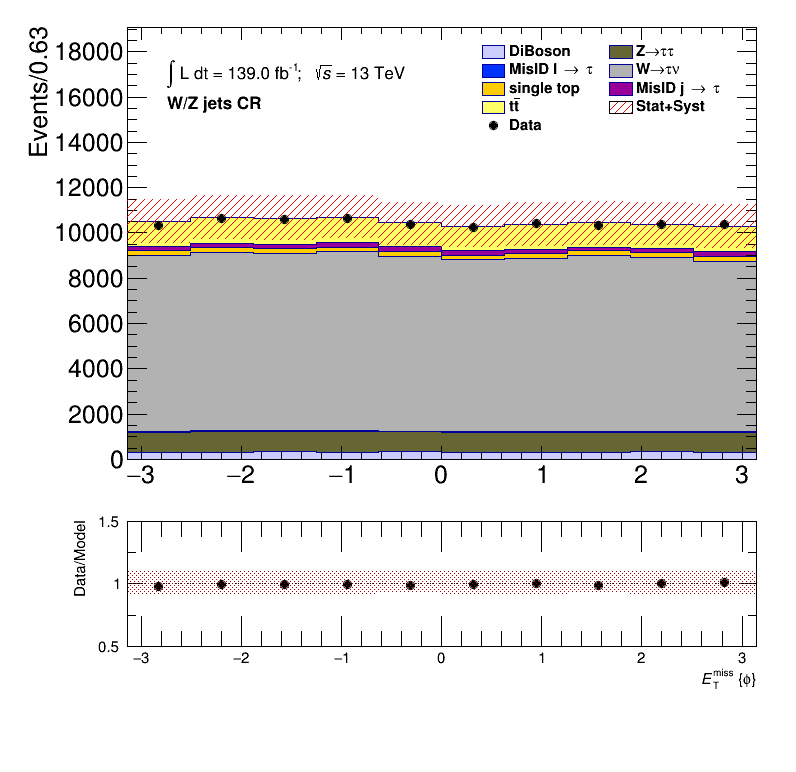 Events/0.63
18000
16000
14000
12000
10000
8000
6000
4000
2000
0
∫ L dt = 139.0 fb⁻¹; √s = 13 TeV
W/Z jets CR
DiBoson
MisID l → τ
single top
tt̄
Data
Z→ττ
W→τν
MisID j → τ
Stat+Syst
−3 −2 −1 0 1 2 3
Data/Model
1.5
1
0.5
−3 −2 −1 0 1 2 3
E_T^miss {ϕ}